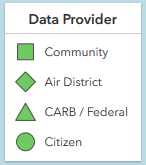 Data Provider
Community
Air District
CARB / Federal
Citizen